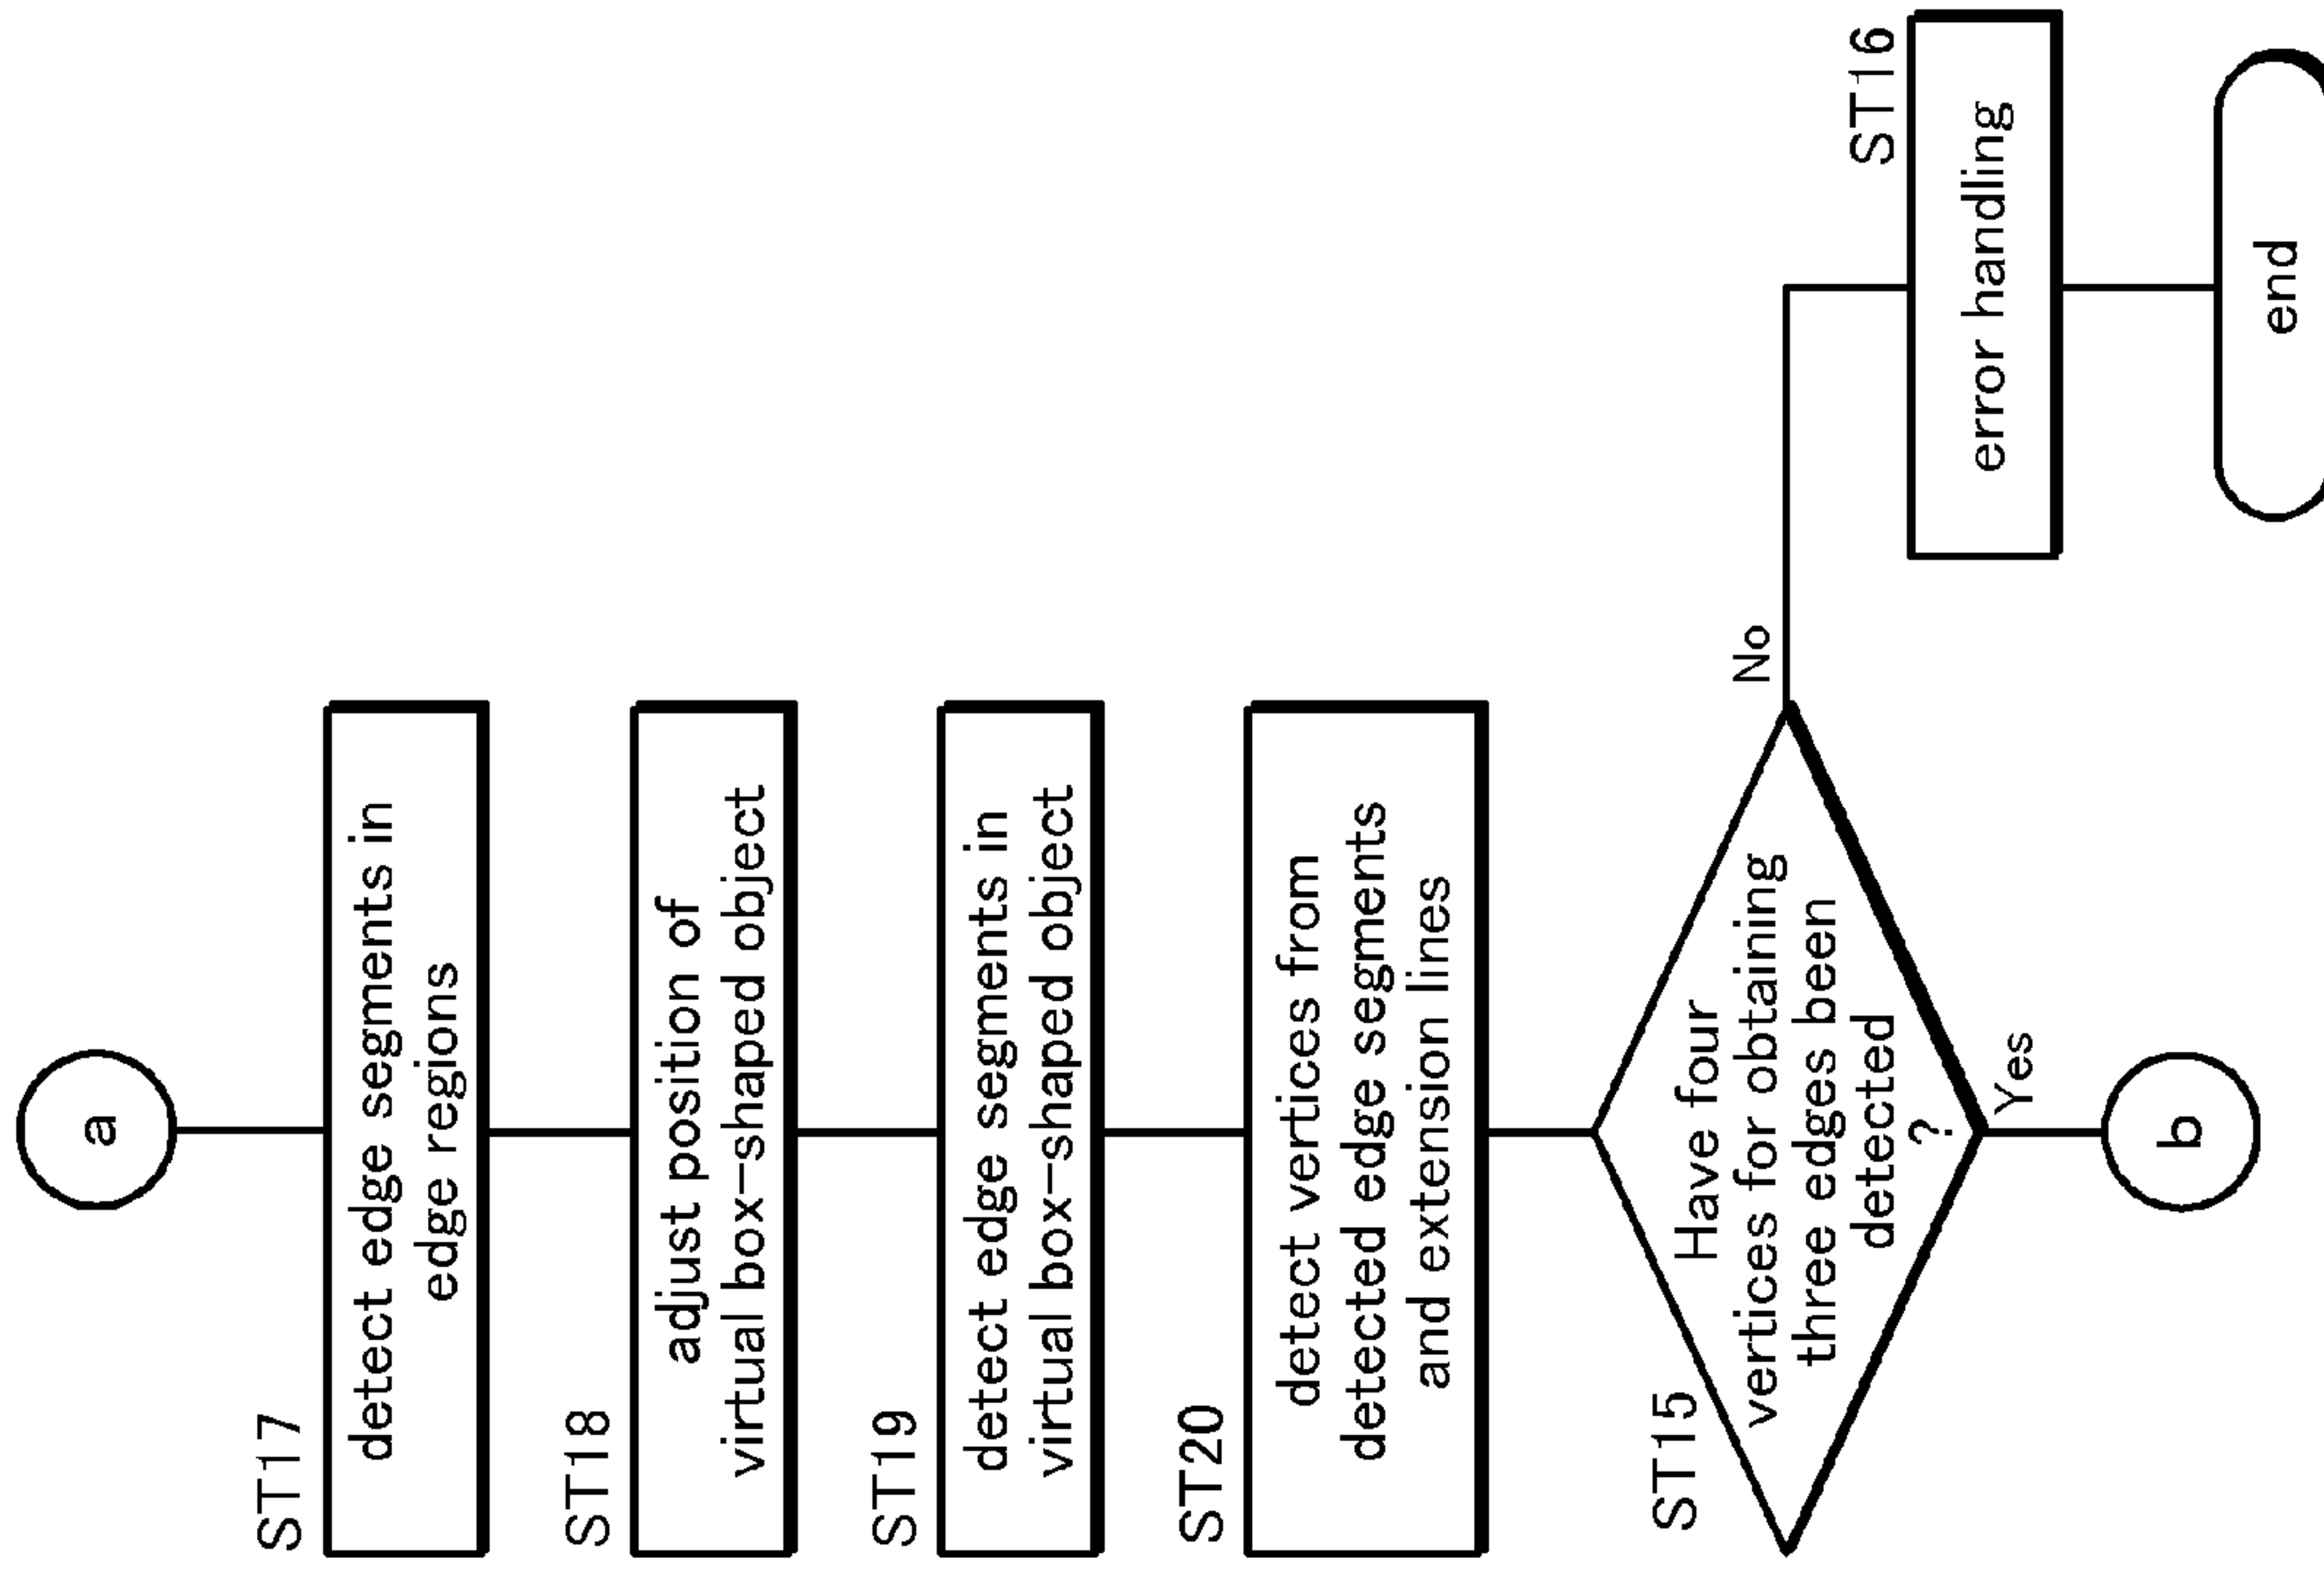 a
ST17
detect edge segments in
edge regions
ST18
adjust position of
virtual box-shaped object
ST19
detect edge segments in
virtual box-shaped object
ST20
detect vertices from
detected edge segments
and extension lines
ST15
Have four
vertices for obtaining
three edges been
detected
?
No
Yes
b
ST16
error handling
end